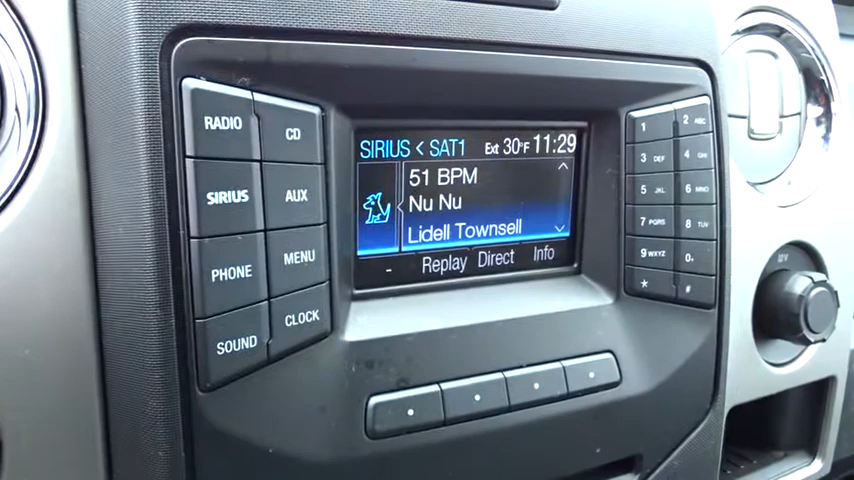 RADIO
CD
SIRIUS
AUX
PHONE
MENU
SOUND
CLOCK
SIRIUS < SAT1 Ext 30°F 11:29
51 BPM
Nu Nu
Lidell Townsell
Replay Direct Info
1
2 ABC
3 DEF
4 GHI
5 JKL
6 MNO
7 PQRS
8 TUV
9 WXYZ
0+
*
#
12V